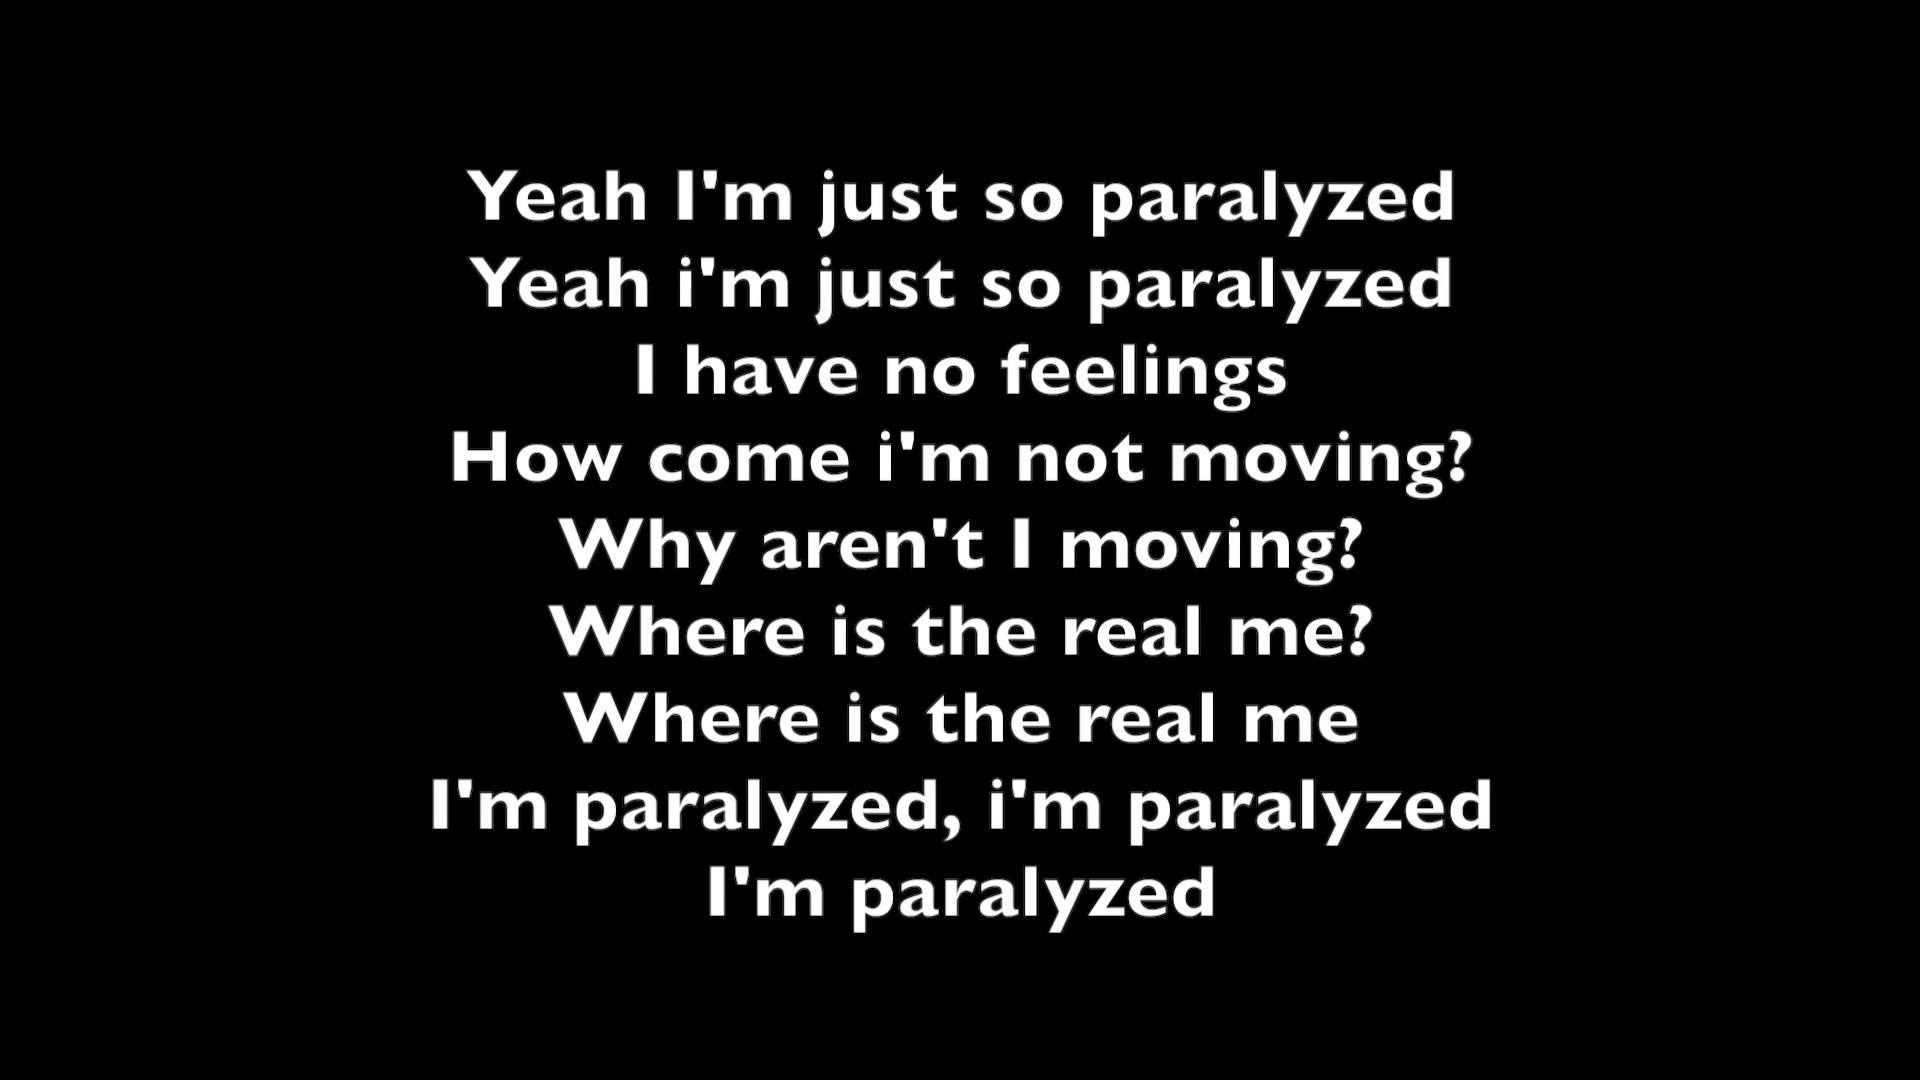 Yeah I'm just so paralyzed
Yeah i'm just so paralyzed
I have no feelings
How come i'm not moving?
Why aren't I moving?
Where is the real me?
Where is the real me
I'm paralyzed, i'm paralyzed
I'm paralyzed